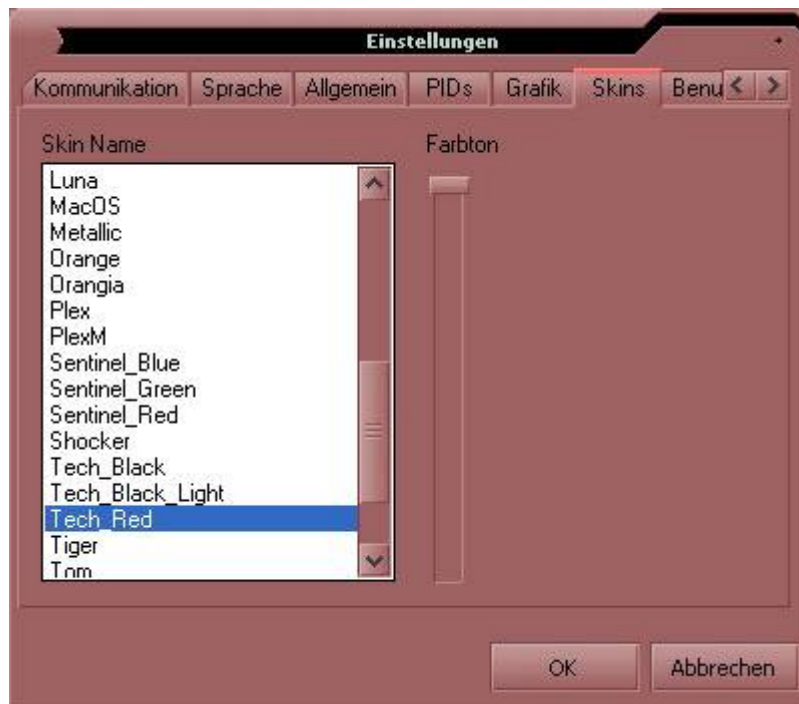 Einstellungen
Kommunikation Sprache Allgemein PIDs Grafik Skins Benu
Skin Name
Farbton
Luna
MacOS
Metallic
Orange
Orangia
Plex
PlexM
Sentinel_Blue
Sentinel_Green
Sentinel_Red
Shocker
Tech_Black
Tech_Black_Light
Tech_Red
Tiger
Tom
OK Abbrechen